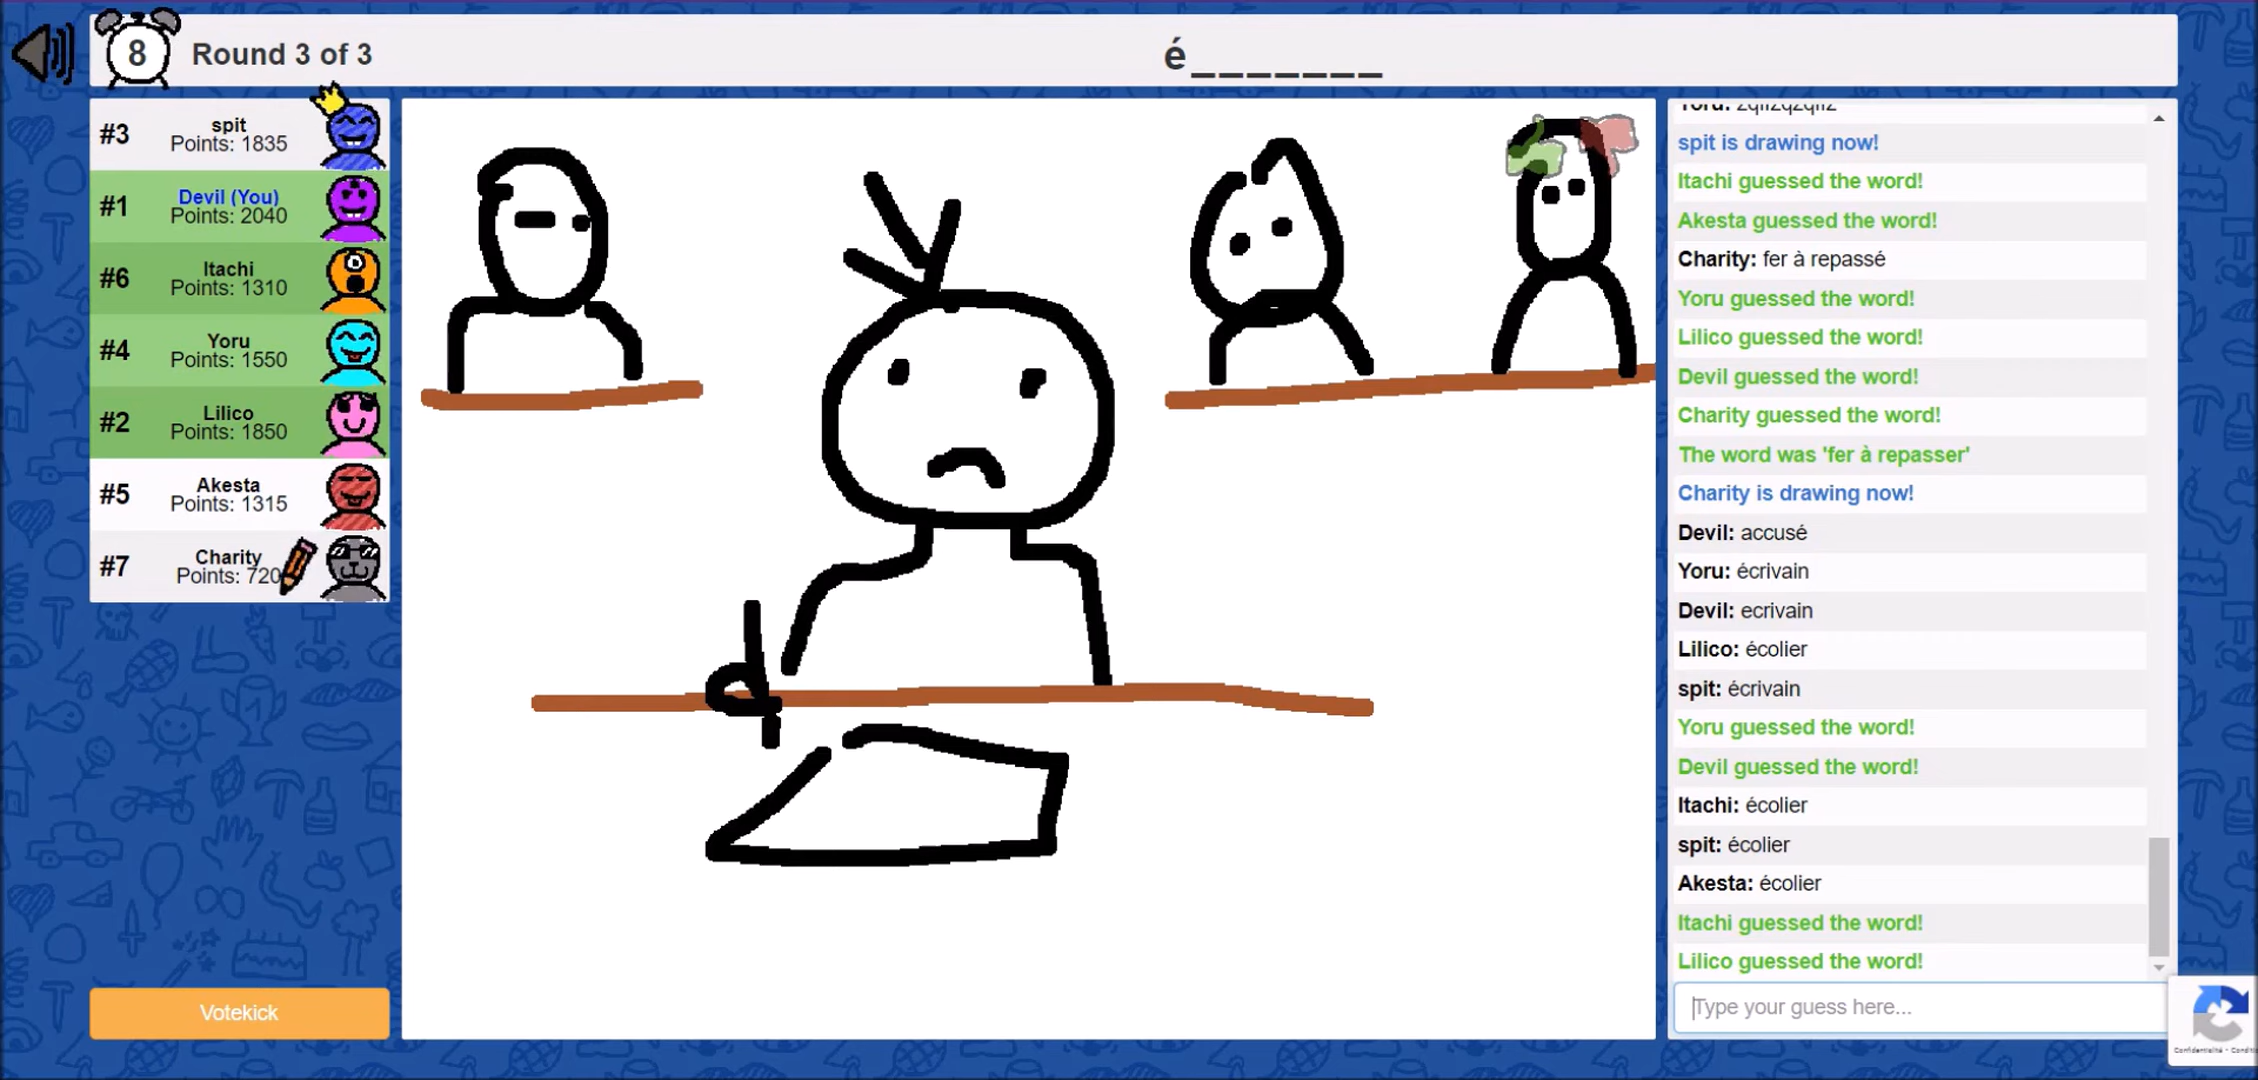 8
Round 3 of 3
é_______
#3
spit
Points: 1835
#1
Devil (You)
Points: 2040
#6
Itachi
Points: 1310
#4
Yoru
Points: 1550
#2
Lilico
Points: 1850
#5
Akesta
Points: 1315
#7
Charity
Points: 720
Votekick
Yoru:
spit is drawing now!
Itachi guessed the word!
Akesta guessed the word!
Charity: fer à repassé
Yoru guessed the word!
Lilico guessed the word!
Devil guessed the word!
Charity guessed the word!
The word was 'fer à repasser'
Charity is drawing now!
Devil: accusé
Yoru: écrivain
Devil: ecrivain
Lilico: écolier
spit: écrivain
Yoru guessed the word!
Devil guessed the word!
Itachi: écolier
spit: écolier
Akesta: écolier
Itachi guessed the word!
Lilico guessed the word!
Type your guess here...
Confidentialité - Conditi